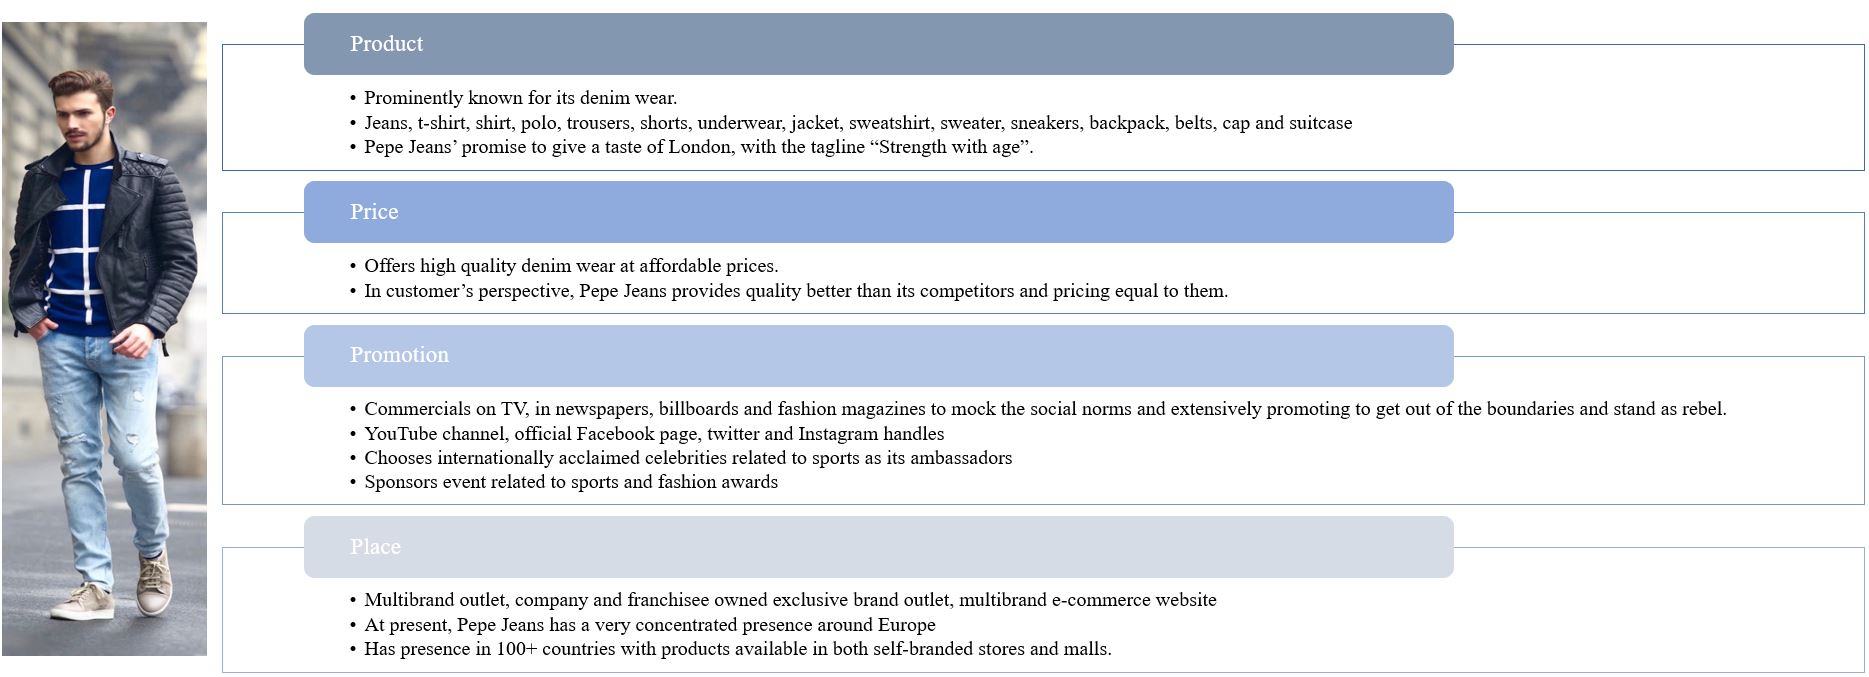 Product
• Prominently known for its denim wear.
• Jeans, t-shirt, shirt, polo, trousers, shorts, underwear, jacket, sweatshirt, sweater, sneakers, backpack, belts, cap and suitcase
• Pepe Jeans’ promise to give a taste of London, with the tagline “Strength with age”.
Price
• Offers high quality denim wear at affordable prices.
• In customer’s perspective, Pepe Jeans provides quality better than its competitors and pricing equal to them.
Promotion
• Commercials on TV, in newspapers, billboards and fashion magazines to mock the social norms and extensively promoting to get out of the boundaries and stand as rebel.
• YouTube channel, official Facebook page, twitter and Instagram handles
• Chooses internationally acclaimed celebrities related to sports as its ambassadors
• Sponsors event related to sports and fashion awards
Place
• Multibrand outlet, company and franchisee owned exclusive brand outlet, multibrand e-commerce website
• At present, Pepe Jeans has a very concentrated presence around Europe
• Has presence in 100+ countries with products available in both self-branded stores and malls.